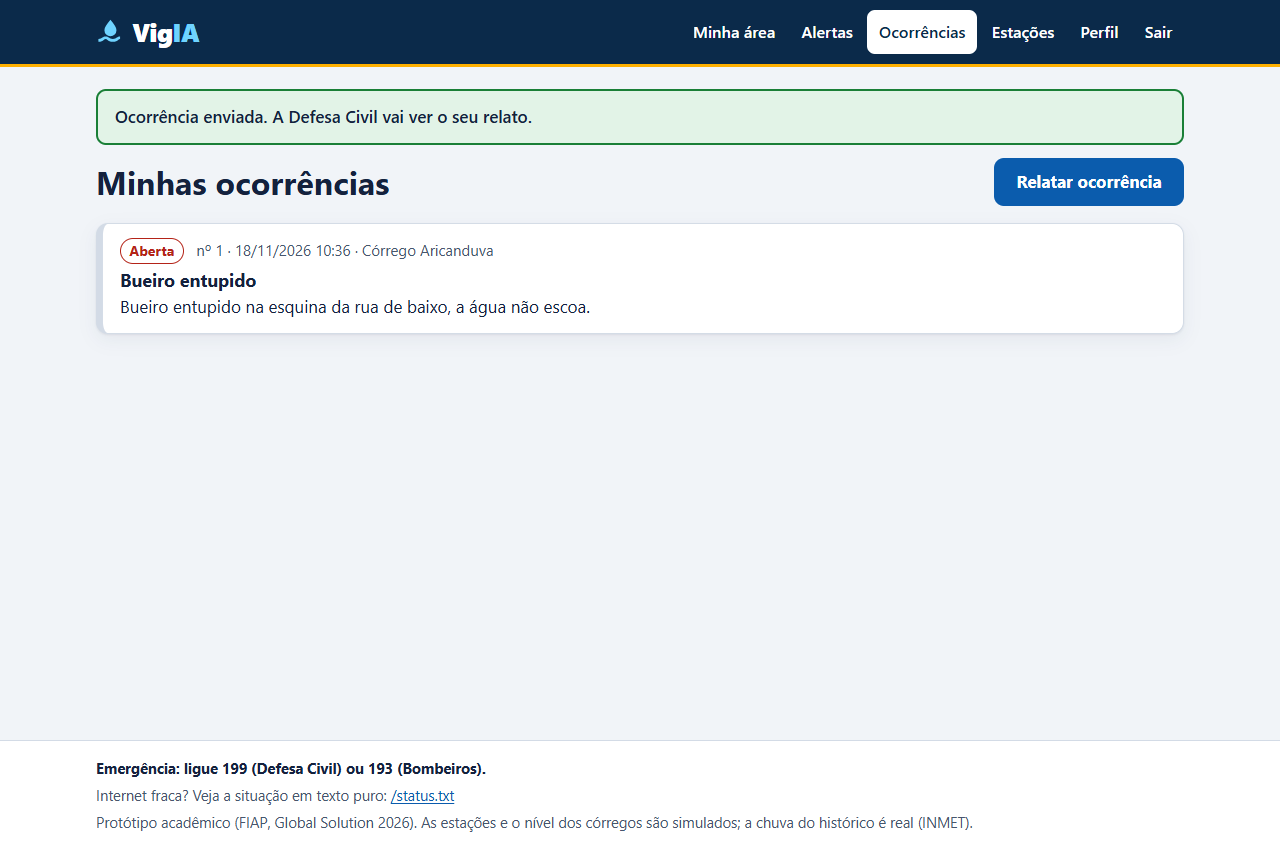 VigIA
Minha área Alertas Ocorrências Estações Perfil Sair
Ocorrência enviada. A Defesa Civil vai ver o seu relato.
Minhas ocorrências
Relatar ocorrência
Aberta nº 1 · 18/11/2026 10:36 · Córrego Aricanduva
Bueiro entupido
Bueiro entupido na esquina da rua de baixo, a água não escoa.
Emergência: ligue 199 (Defesa Civil) ou 193 (Bombeiros).
Internet fraca? Veja a situação em texto puro: /status.txt
Protótipo acadêmico (FIAP, Global Solution 2026). As estações e o nível dos córregos são simulados; a chuva do histórico é real (INMET).